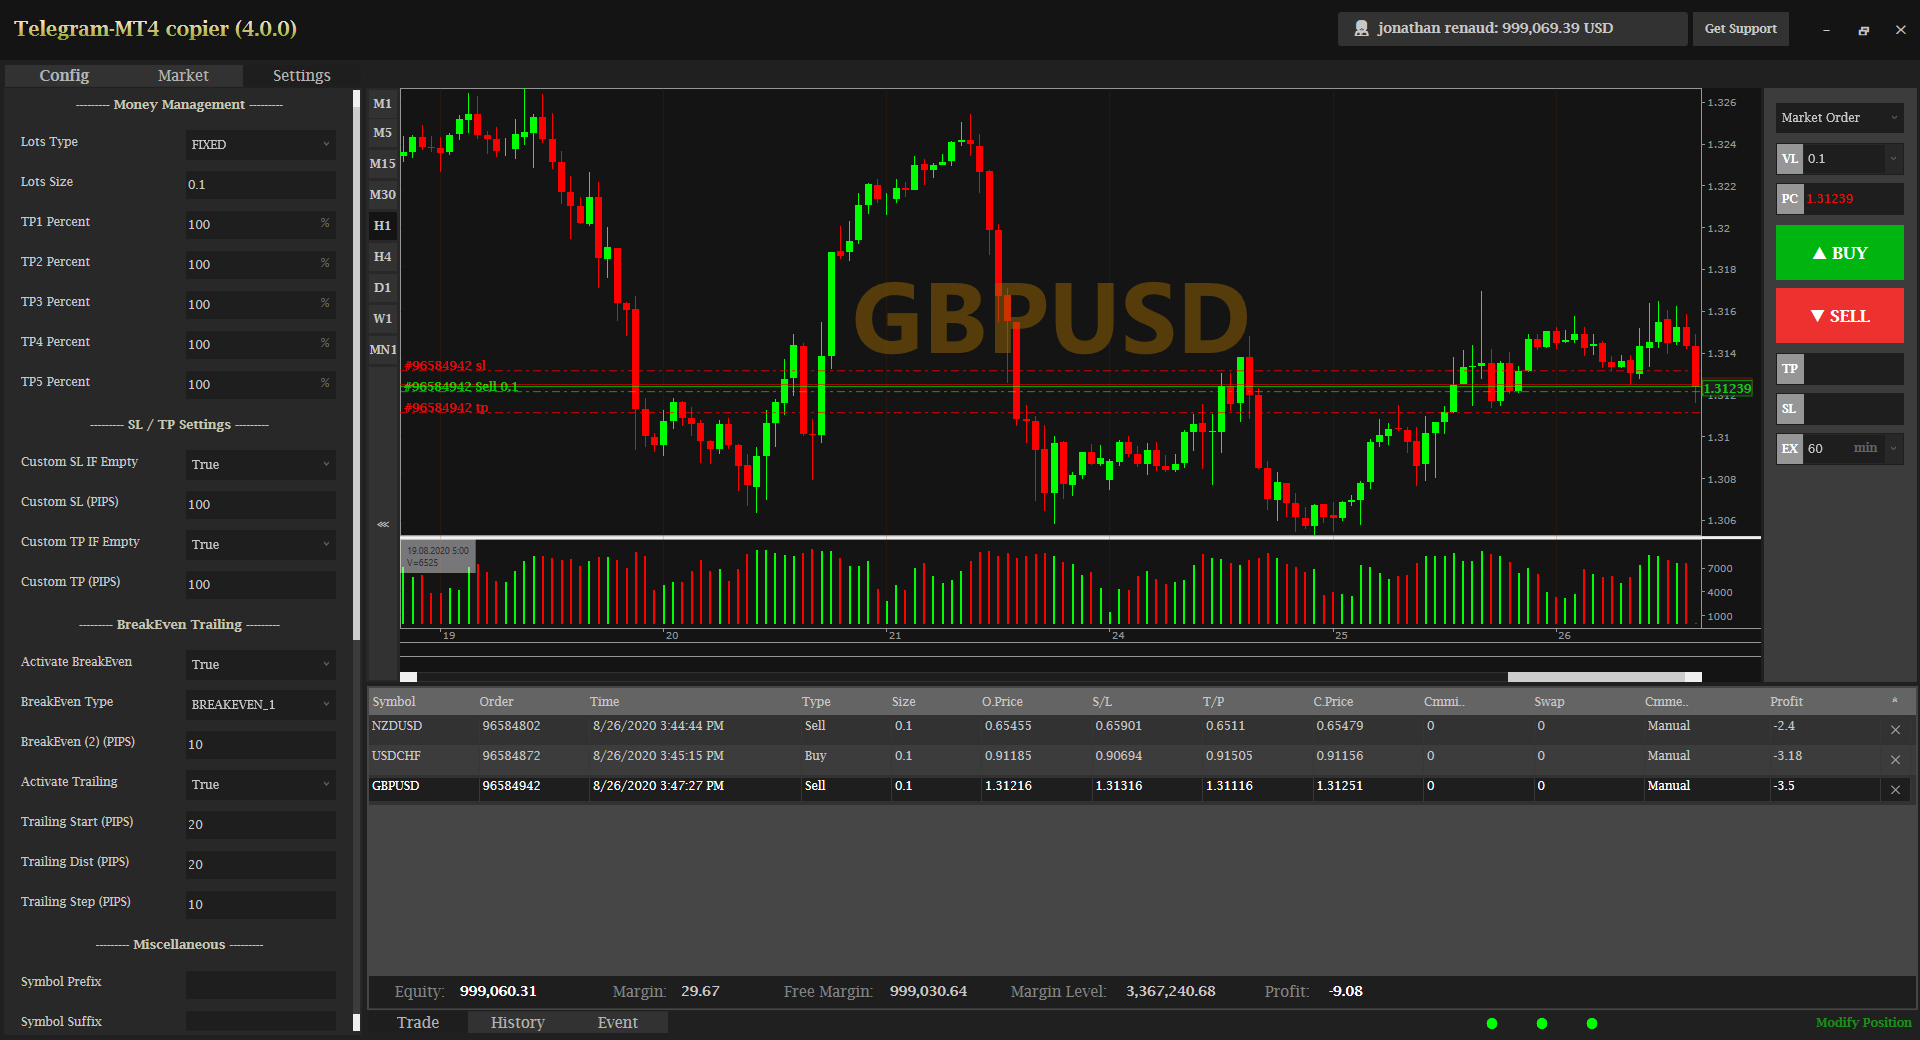 Telegram-MT4 copier (4.0.0)
jonathan renaud: 999,069.39 USD
Get Support
Config Market Settings
--------- Money Management ---------
Lots Type FIXED
Lots Size 0.1
TP1 Percent 100 %
TP2 Percent 100 %
TP3 Percent 100 %
TP4 Percent 100 %
TP5 Percent 100 %
--------- SL / TP Settings ---------
Custom SL IF Empty True
Custom SL (PIPS) 100
Custom TP IF Empty True
Custom TP (PIPS) 100
--------- BreakEven Trailing ---------
Activate BreakEven True
BreakEven Type BREAKEVEN_1
BreakEven (2) (PIPS) 10
Activate Trailing True
Trailing Start (PIPS) 20
Trailing Dist (PIPS) 20
Trailing Step (PIPS) 10
--------- Miscellaneous ---------
Symbol Prefix
Symbol Suffix
M1
M5
M15
M30
H1
H4
D1
W1
MN1
GBPUSD
#96584942 sl
#96584942 Sell 0.1
#96584942 tp
1.326
1.324
1.322
1.32
1.318
1.316
1.314
1.31239
1.312
1.31
1.308
1.306
19.08.2020 5:00
V=6525
7000
4000
1000
19 20 21 24 25 26
Market Order
VL 0.1
PC 1.31239
▲ BUY
▼ SELL
TP
SL
EX 60 min
Symbol Order Time Type Size O.Price S/L T/P C.Price Cmmi.. Swap Cmme.. Profit
NZDUSD 96584802 8/26/2020 3:44:44 PM Sell 0.1 0.65455 0.65901 0.6511 0.65479 0 0 Manual -2.4
USDCHF 96584872 8/26/2020 3:45:15 PM Buy 0.1 0.91185 0.90694 0.91505 0.91156 0 0 Manual -3.18
GBPUSD 96584942 8/26/2020 3:47:27 PM Sell 0.1 1.31216 1.31316 1.31116 1.31251 0 0 Manual -3.5
Equity: 999,060.31 Margin: 29.67 Free Margin: 999,030.64 Margin Level: 3,367,240.68 Profit: -9.08
Trade History Event
Modify Position